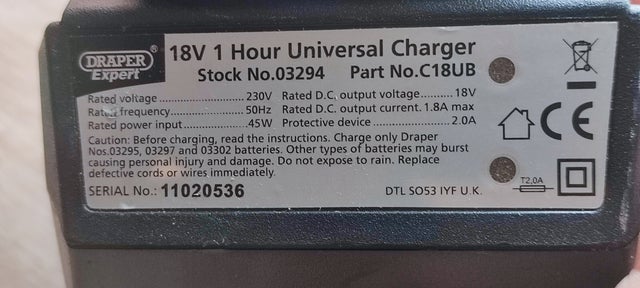 DRAPER
Expert
18V 1 Hour Universal Charger
Stock No.03294 Part No.C18UB
Rated voltage ........................... 230V Rated D.C. output voltage.......... 18V
Rated frequency....................... 50Hz Rated D.C. output current. 1.8A max
Rated power input.................... 45W Protective device ..................... 2.0A
Caution: Before charging, read the instructions. Charge only Draper
Nos.03295, 03297 and 03302 batteries. Other types of batteries may burst
causing personal injury and damage. Do not expose to rain. Replace
defective cords or wires immediately.
SERIAL No.: 11020536 DTL SO53 IYF U.K.
CE
T2,0A